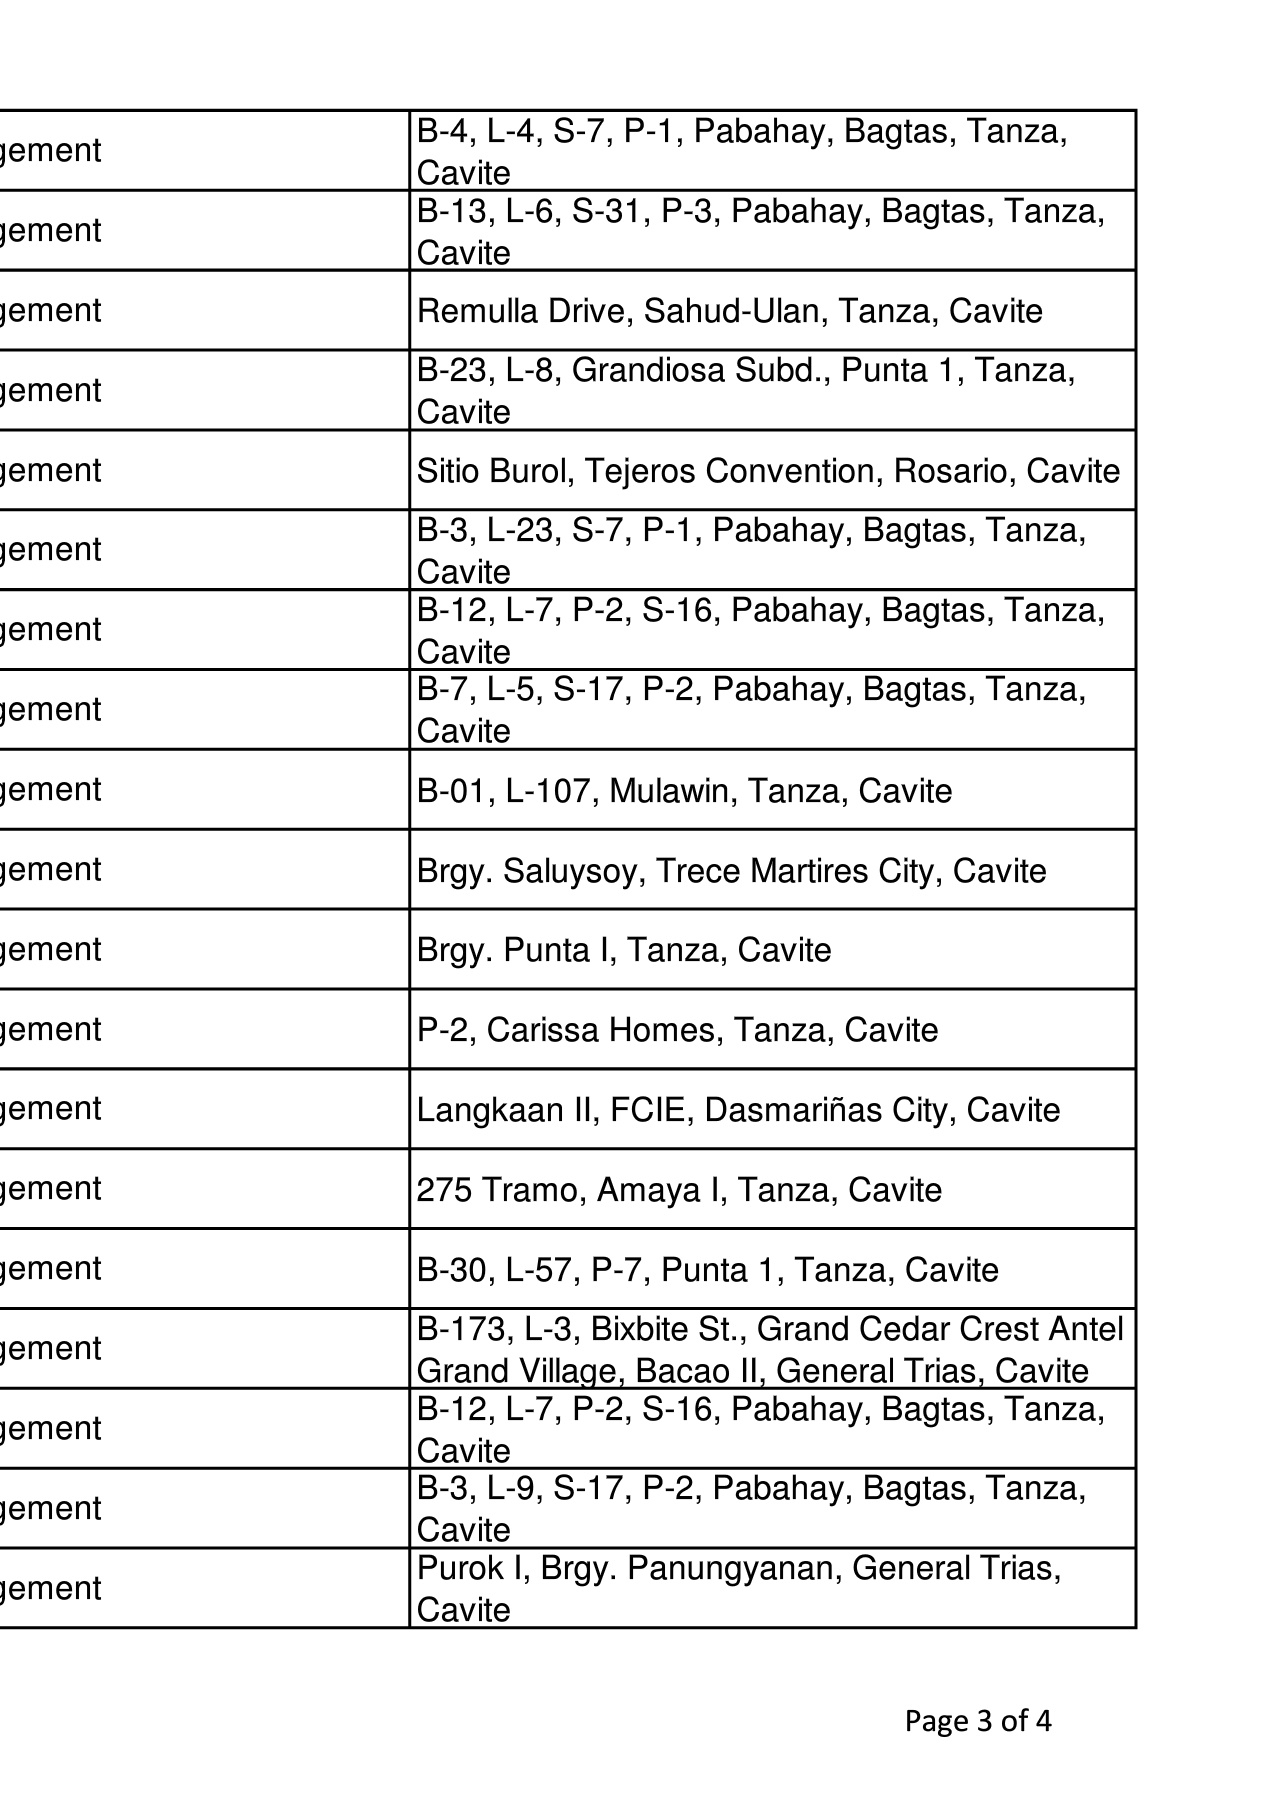 gement
B-4, L-4, S-7, P-1, Pabahay, Bagtas, Tanza,
Cavite
gement
B-13, L-6, S-31, P-3, Pabahay, Bagtas, Tanza,
Cavite
gement
Remulla Drive, Sahud-Ulan, Tanza, Cavite
gement
B-23, L-8, Grandiosa Subd., Punta 1, Tanza,
Cavite
gement
Sitio Burol, Tejeros Convention, Rosario, Cavite
gement
B-3, L-23, S-7, P-1, Pabahay, Bagtas, Tanza,
Cavite
gement
B-12, L-7, P-2, S-16, Pabahay, Bagtas, Tanza,
Cavite
gement
B-7, L-5, S-17, P-2, Pabahay, Bagtas, Tanza,
Cavite
gement
B-01, L-107, Mulawin, Tanza, Cavite
gement
Brgy. Saluysoy, Trece Martires City, Cavite
gement
Brgy. Punta I, Tanza, Cavite
gement
P-2, Carissa Homes, Tanza, Cavite
gement
Langkaan II, FCIE, Dasmariñas City, Cavite
gement
275 Tramo, Amaya I, Tanza, Cavite
gement
B-30, L-57, P-7, Punta 1, Tanza, Cavite
gement
B-173, L-3, Bixbite St., Grand Cedar Crest Antel
Grand Village, Bacao II, General Trias, Cavite
gement
B-12, L-7, P-2, S-16, Pabahay, Bagtas, Tanza,
Cavite
gement
B-3, L-9, S-17, P-2, Pabahay, Bagtas, Tanza,
Cavite
gement
Purok I, Brgy. Panungyanan, General Trias,
Cavite
Page 3 of 4